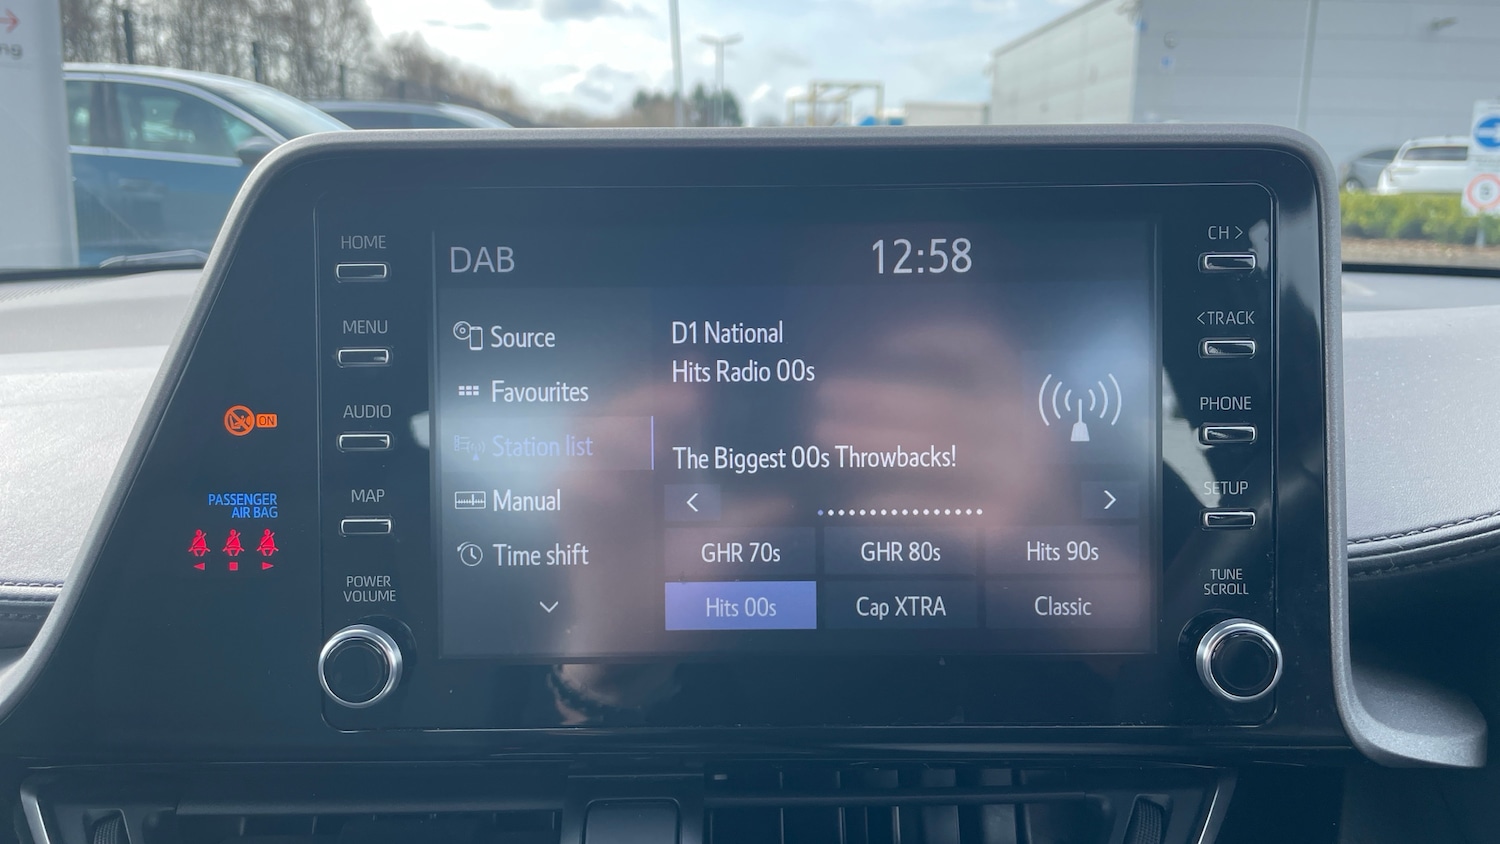 ng
HOME
MENU
AUDIO
MAP
POWER
VOLUME
ON
PASSENGER
AIR BAG
DAB
12:58
Source
Favourites
Station list
Manual
Time shift
D1 National
Hits Radio 00s
The Biggest 00s Throwbacks!
<
>
GHR 70s
GHR 80s
Hits 90s
Hits 00s
Cap XTRA
Classic
CH >
<TRACK
PHONE
SETUP
TUNE
SCROLL